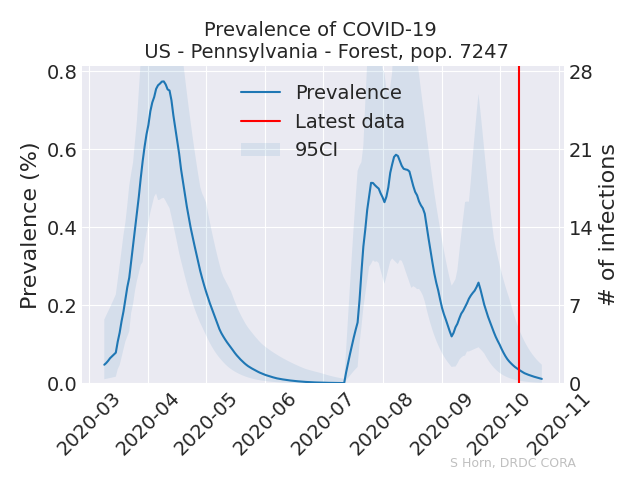 Prevalence of COVID-19
US - Pennsylvania - Forest, pop. 7247
Prevalence (%)
0.8
0.6
0.4
0.2
0.0
Prevalence
Latest data
95CI
28
21
14
7
0
# of infections
2020-03
2020-04
2020-05
2020-06
2020-07
2020-08
2020-09
2020-10
2020-11
S Horn, DRDC CORA